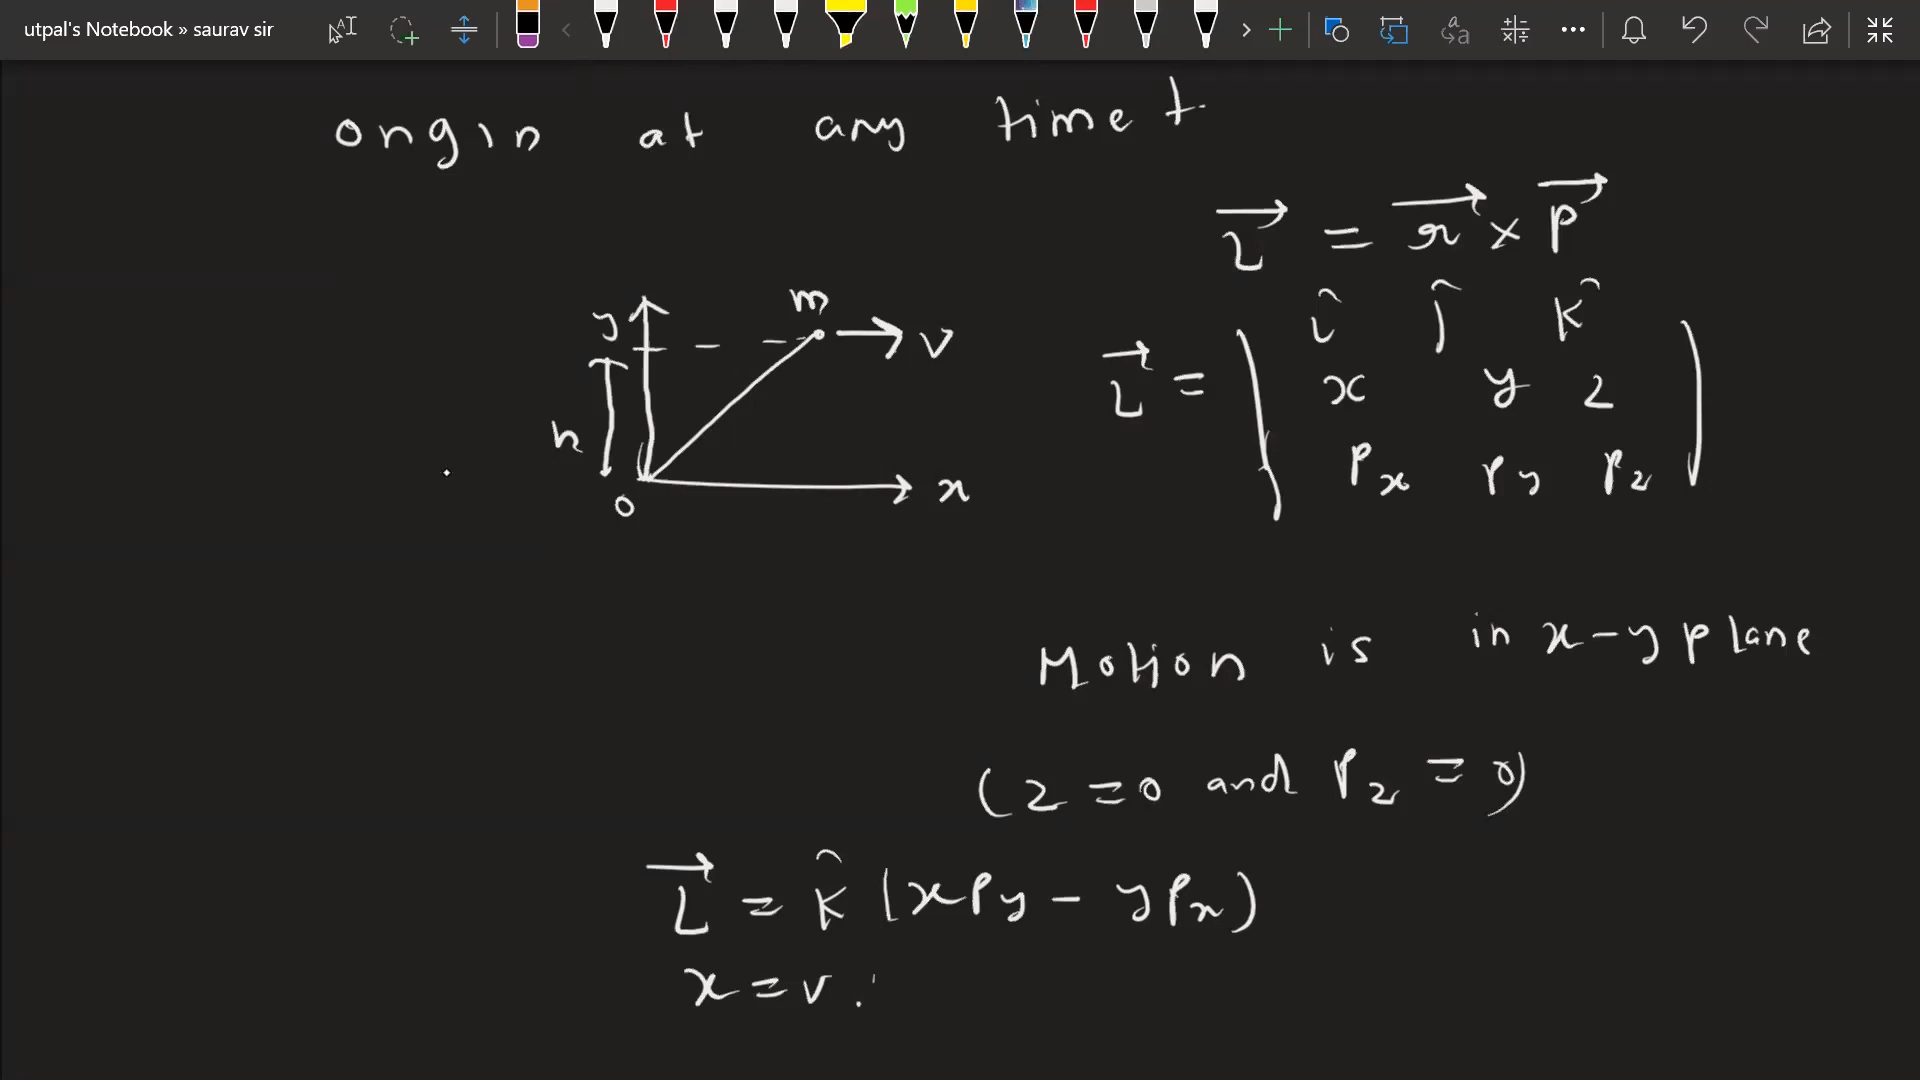 utpal's Notebook » saurav sir
origin at any time t.
L = r × P
y m v
h
o x
L = | î ĵ k̂
x y z
Px Py Pz |
Motion is in x-y plane
(z = 0 and Pz = 0)
L = k̂ (xPy - yPx)
x = v.